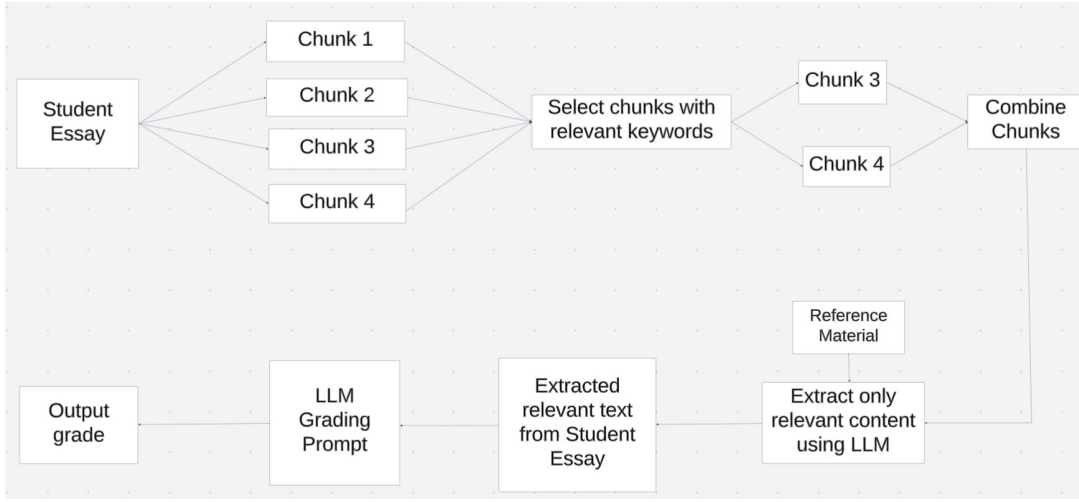 Student
Essay
Chunk 1
Chunk 2
Chunk 3
Chunk 4
Select chunks with
relevant keywords
Chunk 3
Chunk 4
Combine
Chunks
Reference
Material
Extract only
relevant content
using LLM
Extracted
relevant text
from Student
Essay
LLM
Grading
Prompt
Output
grade